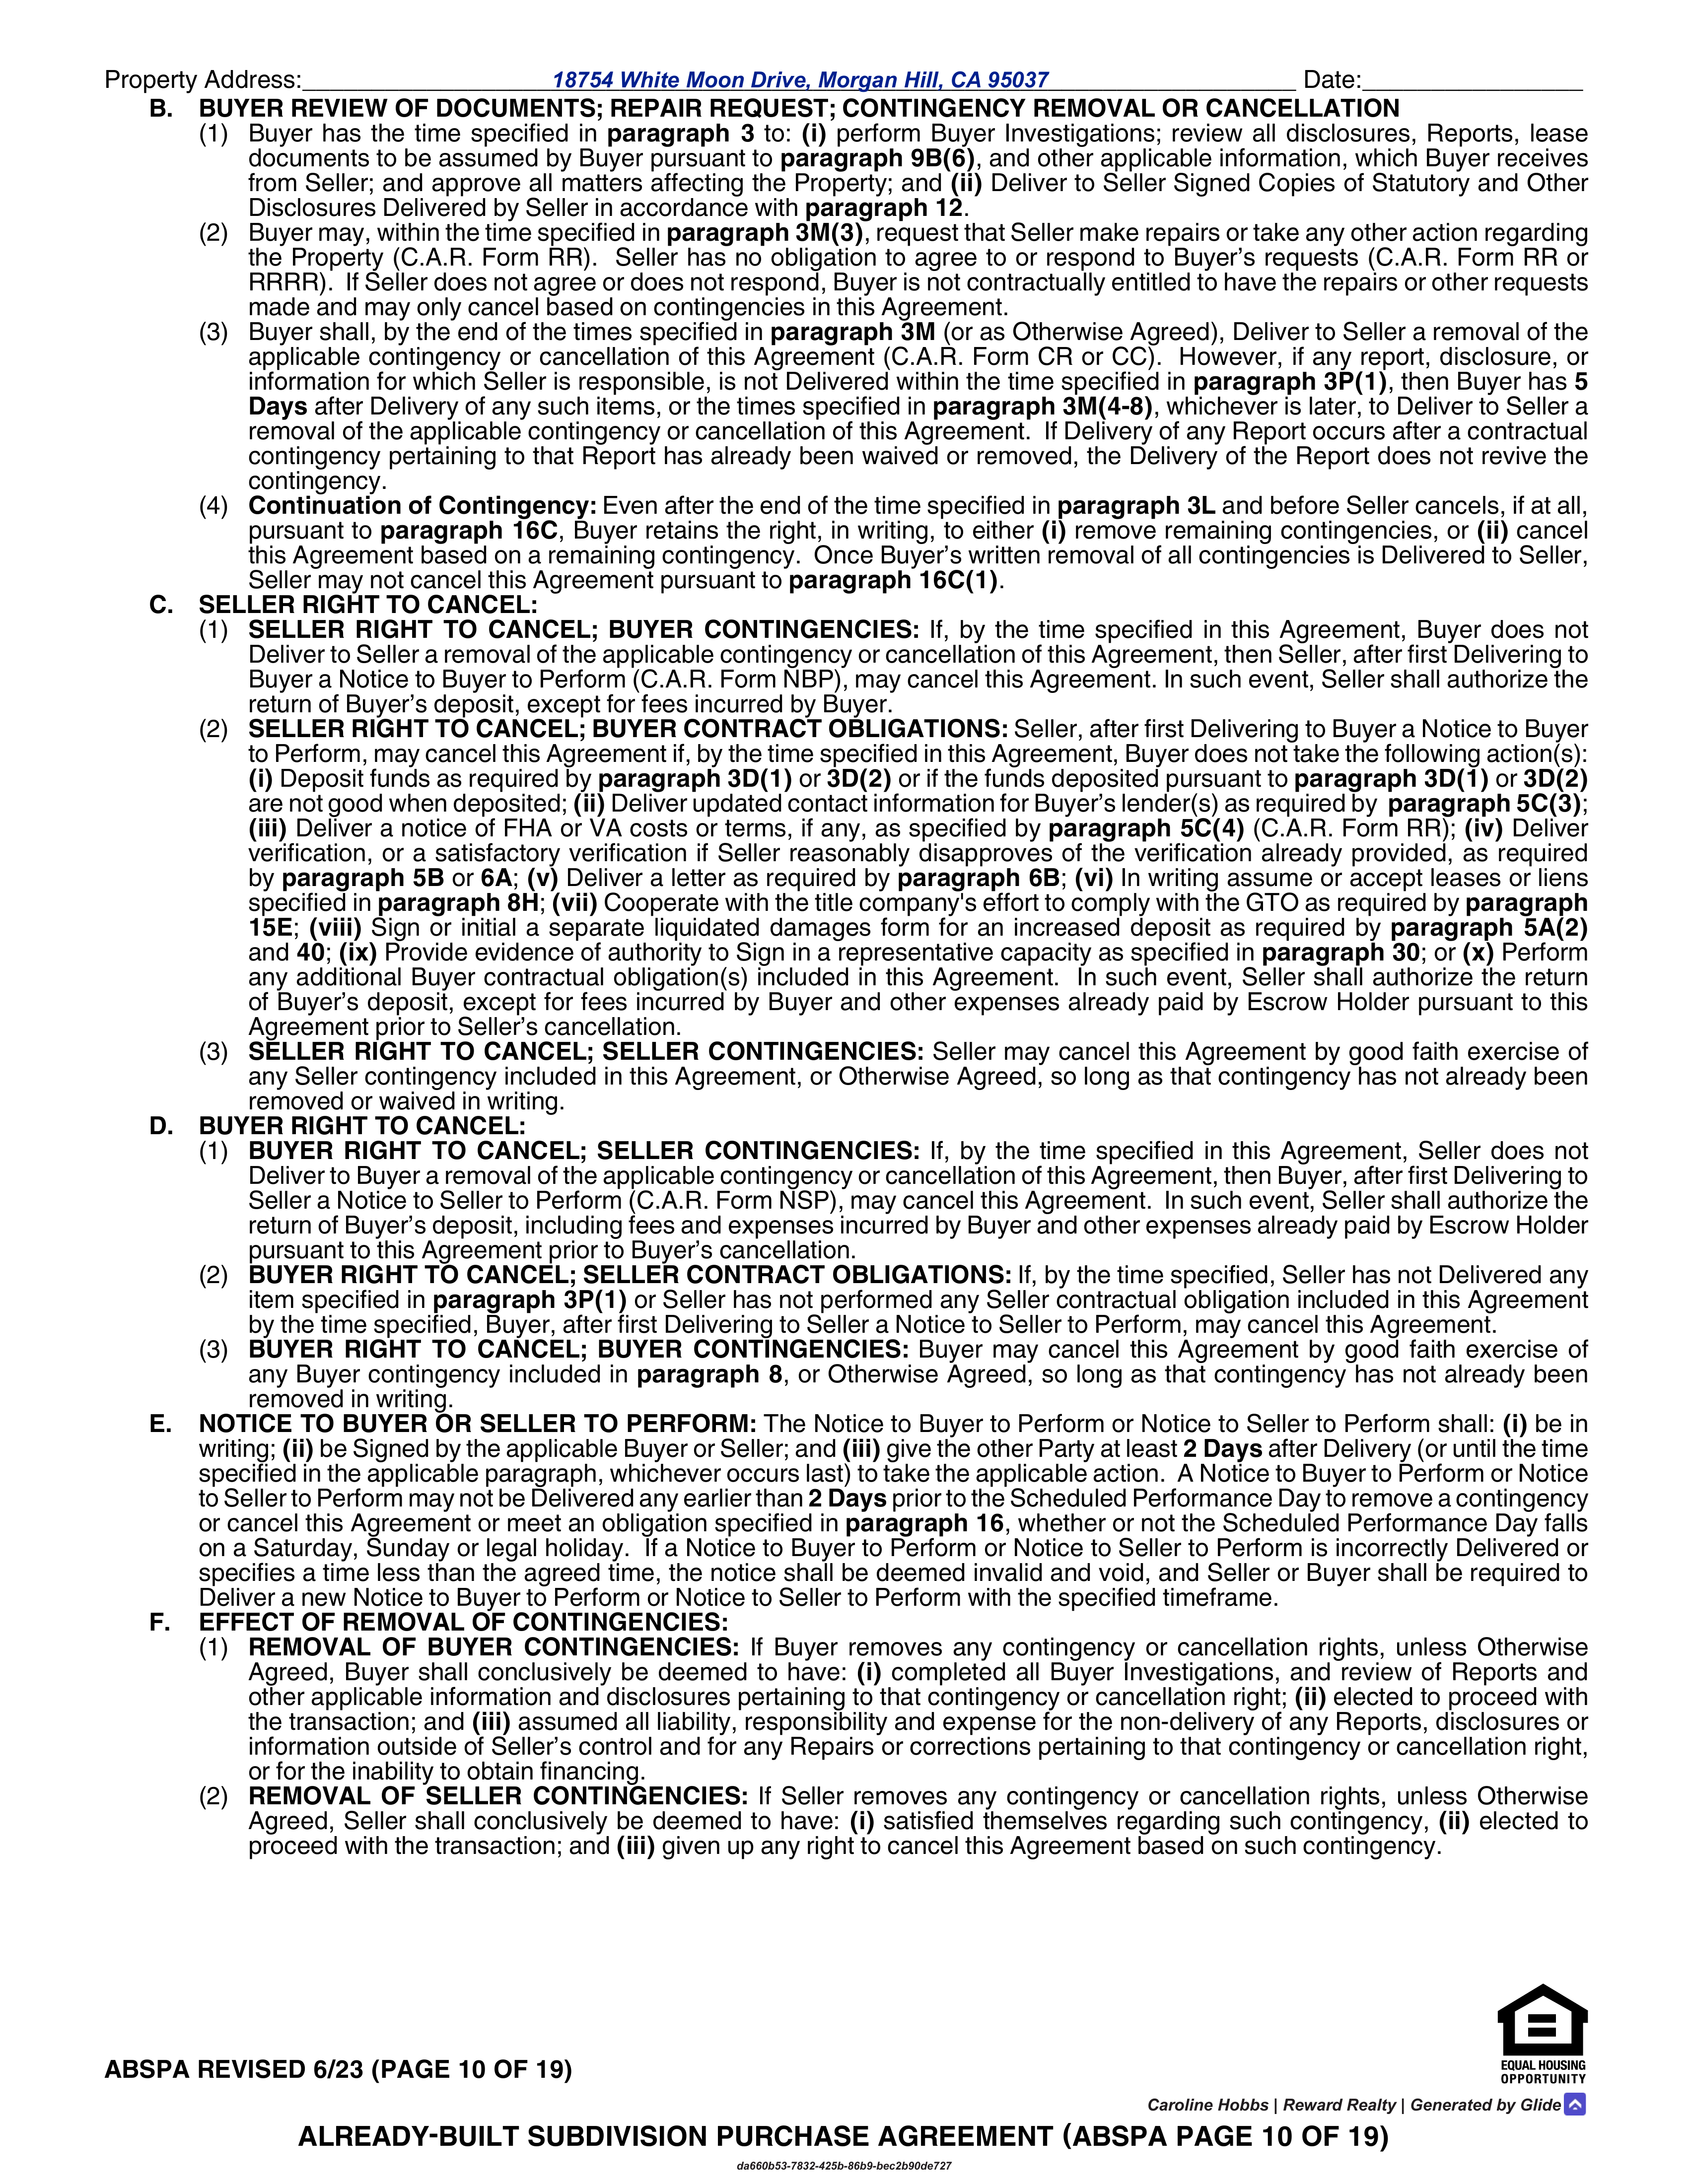 Property Address: 18754 White Moon Drive, Morgan Hill, CA 95037 Date:
B. BUYER REVIEW OF DOCUMENTS; REPAIR REQUEST; CONTINGENCY REMOVAL OR CANCELLATION
(1) Buyer has the time specified in paragraph 3 to: (i) perform Buyer Investigations; review all disclosures, Reports, lease
documents to be assumed by Buyer pursuant to paragraph 9B(6), and other applicable information, which Buyer receives
from Seller; and approve all matters affecting the Property; and (ii) Deliver to Seller Signed Copies of Statutory and Other
Disclosures Delivered by Seller in accordance with paragraph 12.
(2) Buyer may, within the time specified in paragraph 3M(3), request that Seller make repairs or take any other action regarding
the Property (C.A.R. Form RR). Seller has no obligation to agree to or respond to Buyer’s requests (C.A.R. Form RR or
RRRR). If Seller does not agree or does not respond, Buyer is not contractually entitled to have the repairs or other requests
made and may only cancel based on contingencies in this Agreement.
(3) Buyer shall, by the end of the times specified in paragraph 3M (or as Otherwise Agreed), Deliver to Seller a removal of the
applicable contingency or cancellation of this Agreement (C.A.R. Form CR or CC). However, if any report, disclosure, or
information for which Seller is responsible, is not Delivered within the time specified in paragraph 3P(1), then Buyer has 5
Days after Delivery of any such items, or the times specified in paragraph 3M(4-8), whichever is later, to Deliver to Seller a
removal of the applicable contingency or cancellation of this Agreement. If Delivery of any Report occurs after a contractual
contingency pertaining to that Report has already been waived or removed, the Delivery of the Report does not revive the
contingency.
(4) Continuation of Contingency: Even after the end of the time specified in paragraph 3L and before Seller cancels, if at all,
pursuant to paragraph 16C, Buyer retains the right, in writing, to either (i) remove remaining contingencies, or (ii) cancel
this Agreement based on a remaining contingency. Once Buyer’s written removal of all contingencies is Delivered to Seller,
Seller may not cancel this Agreement pursuant to paragraph 16C(1).
C. SELLER RIGHT TO CANCEL:
(1) SELLER RIGHT TO CANCEL; BUYER CONTINGENCIES: If, by the time specified in this Agreement, Buyer does not
Deliver to Seller a removal of the applicable contingency or cancellation of this Agreement, then Seller, after first Delivering to
Buyer a Notice to Buyer to Perform (C.A.R. Form NBP), may cancel this Agreement. In such event, Seller shall authorize the
return of Buyer’s deposit, except for fees incurred by Buyer.
(2) SELLER RIGHT TO CANCEL; BUYER CONTRACT OBLIGATIONS: Seller, after first Delivering to Buyer a Notice to Buyer
to Perform, may cancel this Agreement if, by the time specified in this Agreement, Buyer does not take the following action(s):
(i) Deposit funds as required by paragraph 3D(1) or 3D(2) or if the funds deposited pursuant to paragraph 3D(1) or 3D(2)
are not good when deposited; (ii) Deliver updated contact information for Buyer’s lender(s) as required by paragraph 5C(3);
(iii) Deliver a notice of FHA or VA costs or terms, if any, as specified by paragraph 5C(4) (C.A.R. Form RR); (iv) Deliver
verification, or a satisfactory verification if Seller reasonably disapproves of the verification already provided, as required
by paragraph 5B or 6A; (v) Deliver a letter as required by paragraph 6B; (vi) In writing assume or accept leases or liens
specified in paragraph 8H; (vii) Cooperate with the title company's effort to comply with the GTO as required by paragraph
15E; (viii) Sign or initial a separate liquidated damages form for an increased deposit as required by paragraph 5A(2)
and 40; (ix) Provide evidence of authority to Sign in a representative capacity as specified in paragraph 30; or (x) Perform
any additional Buyer contractual obligation(s) included in this Agreement. In such event, Seller shall authorize the return
of Buyer’s deposit, except for fees incurred by Buyer and other expenses already paid by Escrow Holder pursuant to this
Agreement prior to Seller’s cancellation.
(3) SELLER RIGHT TO CANCEL; SELLER CONTINGENCIES: Seller may cancel this Agreement by good faith exercise of
any Seller contingency included in this Agreement, or Otherwise Agreed, so long as that contingency has not already been
removed or waived in writing.
D. BUYER RIGHT TO CANCEL:
(1) BUYER RIGHT TO CANCEL; SELLER CONTINGENCIES: If, by the time specified in this Agreement, Seller does not
Deliver to Buyer a removal of the applicable contingency or cancellation of this Agreement, then Buyer, after first Delivering to
Seller a Notice to Seller to Perform (C.A.R. Form NSP), may cancel this Agreement. In such event, Seller shall authorize the
return of Buyer’s deposit, including fees and expenses incurred by Buyer and other expenses already paid by Escrow Holder
pursuant to this Agreement prior to Buyer’s cancellation.
(2) BUYER RIGHT TO CANCEL; SELLER CONTRACT OBLIGATIONS: If, by the time specified, Seller has not Delivered any
item specified in paragraph 3P(1) or Seller has not performed any Seller contractual obligation included in this Agreement
by the time specified, Buyer, after first Delivering to Seller a Notice to Seller to Perform, may cancel this Agreement.
(3) BUYER RIGHT TO CANCEL; BUYER CONTINGENCIES: Buyer may cancel this Agreement by good faith exercise of
any Buyer contingency included in paragraph 8, or Otherwise Agreed, so long as that contingency has not already been
removed in writing.
E. NOTICE TO BUYER OR SELLER TO PERFORM: The Notice to Buyer to Perform or Notice to Seller to Perform shall: (i) be in
writing; (ii) be Signed by the applicable Buyer or Seller; and (iii) give the other Party at least 2 Days after Delivery (or until the time
specified in the applicable paragraph, whichever occurs last) to take the applicable action. A Notice to Buyer to Perform or Notice
to Seller to Perform may not be Delivered any earlier than 2 Days prior to the Scheduled Performance Day to remove a contingency
or cancel this Agreement or meet an obligation specified in paragraph 16, whether or not the Scheduled Performance Day falls
on a Saturday, Sunday or legal holiday. If a Notice to Buyer to Perform or Notice to Seller to Perform is incorrectly Delivered or
specifies a time less than the agreed time, the notice shall be deemed invalid and void, and Seller or Buyer shall be required to
Deliver a new Notice to Buyer to Perform or Notice to Seller to Perform with the specified timeframe.
F. EFFECT OF REMOVAL OF CONTINGENCIES:
(1) REMOVAL OF BUYER CONTINGENCIES: If Buyer removes any contingency or cancellation rights, unless Otherwise
Agreed, Buyer shall conclusively be deemed to have: (i) completed all Buyer Investigations, and review of Reports and
other applicable information and disclosures pertaining to that contingency or cancellation right; (ii) elected to proceed with
the transaction; and (iii) assumed all liability, responsibility and expense for the non-delivery of any Reports, disclosures or
information outside of Seller’s control and for any Repairs or corrections pertaining to that contingency or cancellation right,
or for the inability to obtain financing.
(2) REMOVAL OF SELLER CONTINGENCIES: If Seller removes any contingency or cancellation rights, unless Otherwise
Agreed, Seller shall conclusively be deemed to have: (i) satisfied themselves regarding such contingency, (ii) elected to
proceed with the transaction; and (iii) given up any right to cancel this Agreement based on such contingency.
EQUAL HOUSING
OPPORTUNITY
ABSPA REVISED 6/23 (PAGE 10 OF 19)
Caroline Hobbs | Reward Realty | Generated by Glide
ALREADY-BUILT SUBDIVISION PURCHASE AGREEMENT (ABSPA PAGE 10 OF 19)
da660b53-7832-425b-86b9-bec2b90de727